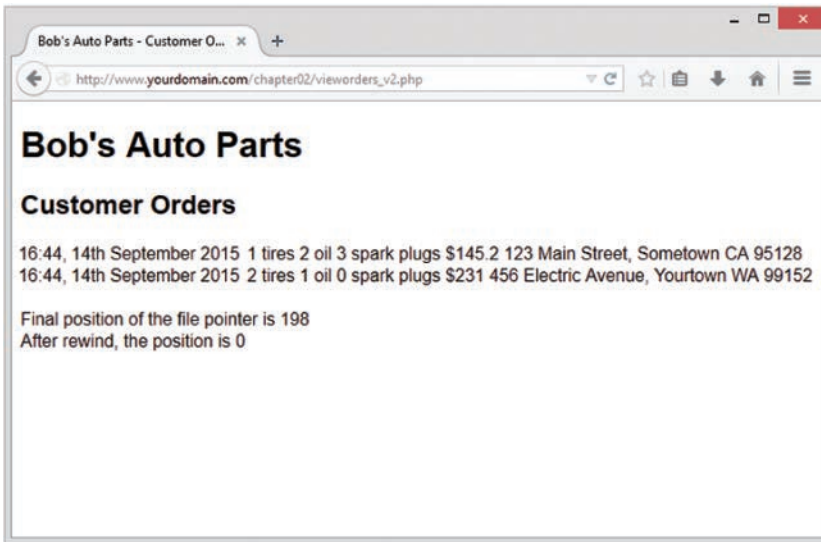 Bob's Auto Parts - Customer O...
http://www.yourdomain.com/chapter02/vieworders_v2.php
Bob's Auto Parts
Customer Orders
16:44, 14th September 2015 1 tires 2 oil 3 spark plugs $145.2 123 Main Street, Sometown CA 95128
16:44, 14th September 2015 2 tires 1 oil 0 spark plugs $231 456 Electric Avenue, Yourtown WA 99152
Final position of the file pointer is 198
After rewind, the position is 0